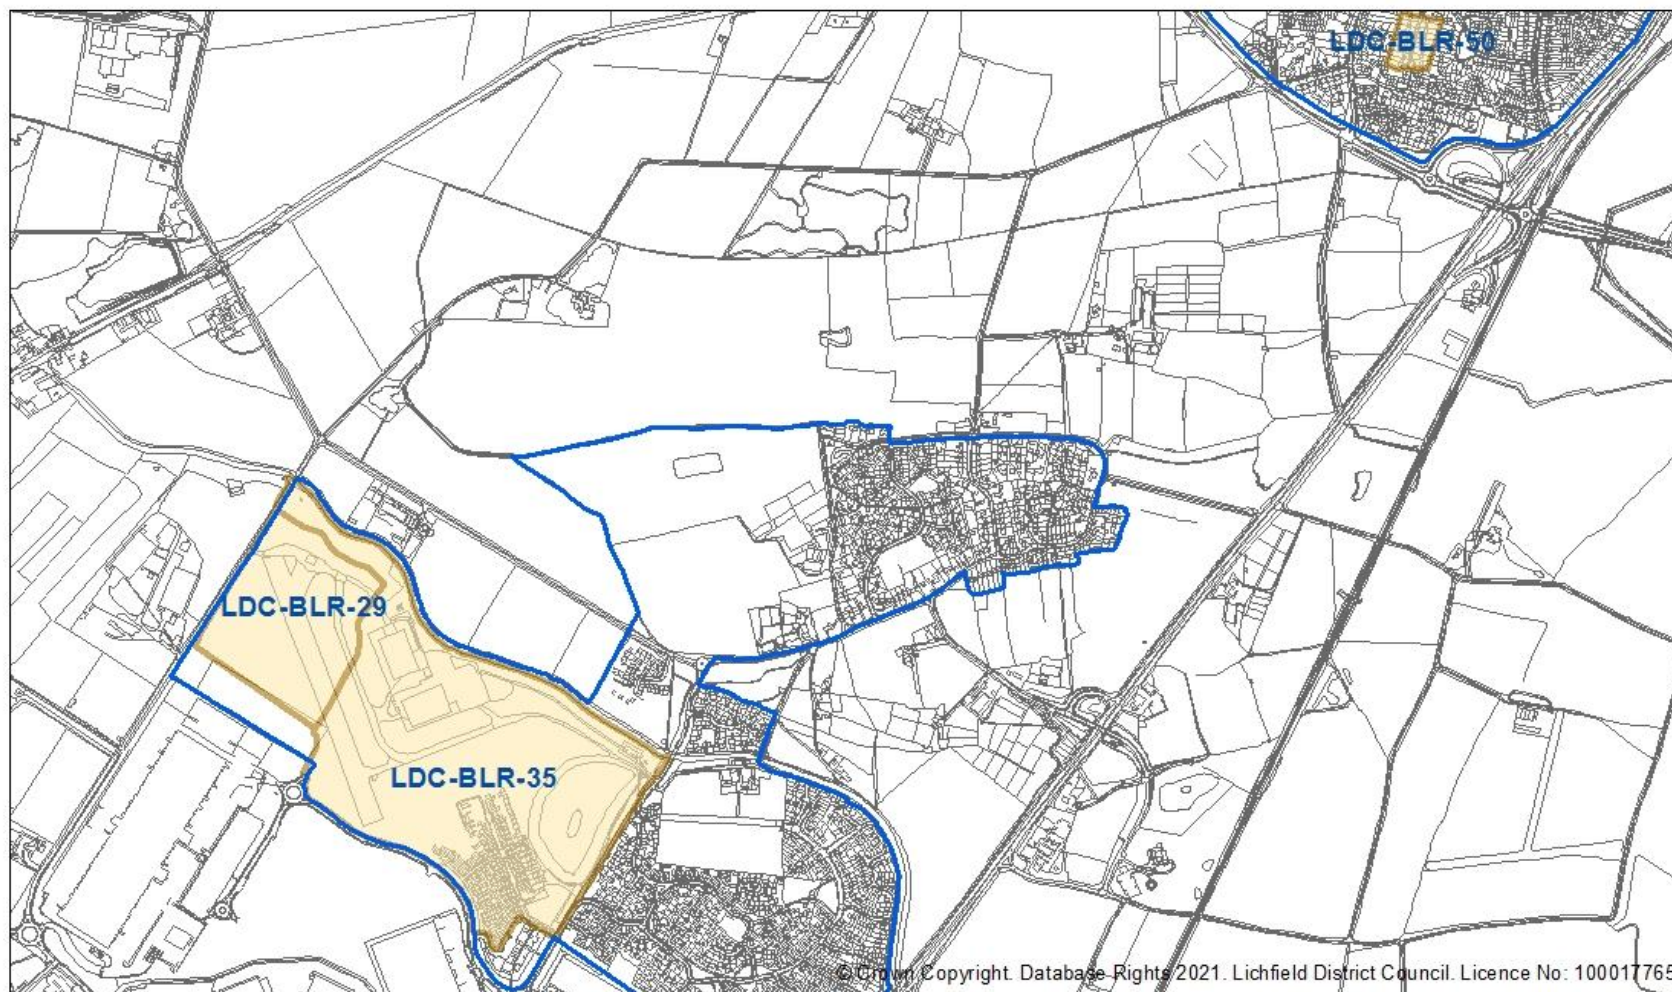 LDC-BLR-50
LDC-BLR-29
LDC-BLR-35
© Crown Copyright. Database Rights 2021. Lichfield District Council. Licence No: 100017765